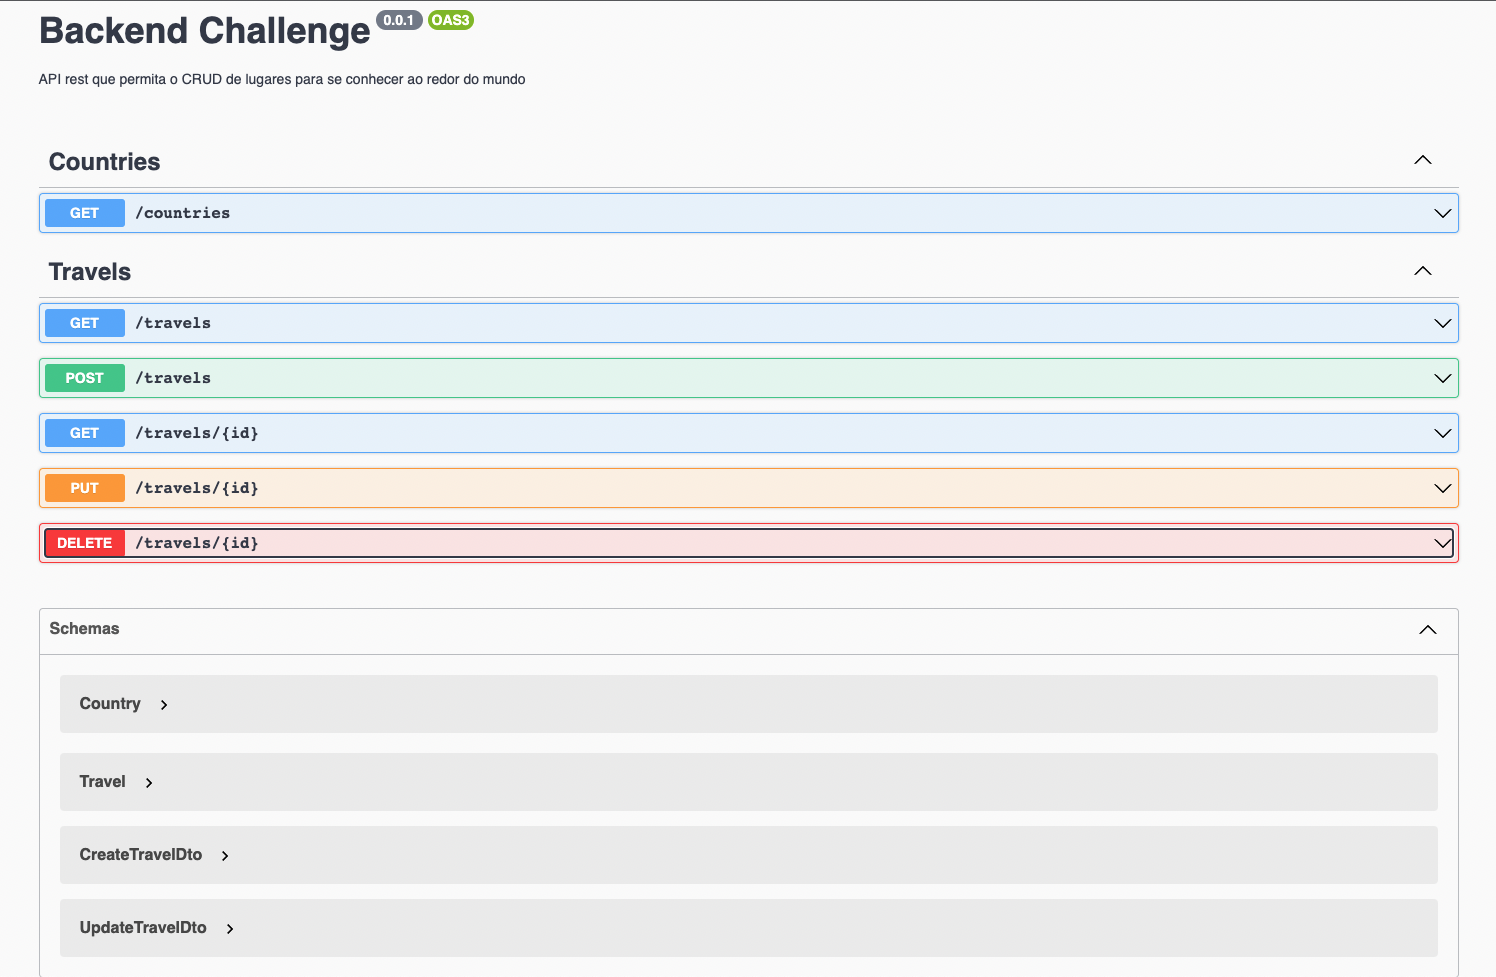 Backend Challenge 0.0.1 OAS3
API rest que permita o CRUD de lugares para se conhecer ao redor do mundo
Countries
GET /countries
Travels
GET /travels
POST /travels
GET /travels/{id}
PUT /travels/{id}
DELETE /travels/{id}
Schemas
Country
Travel
CreateTravelDto
UpdateTravelDto